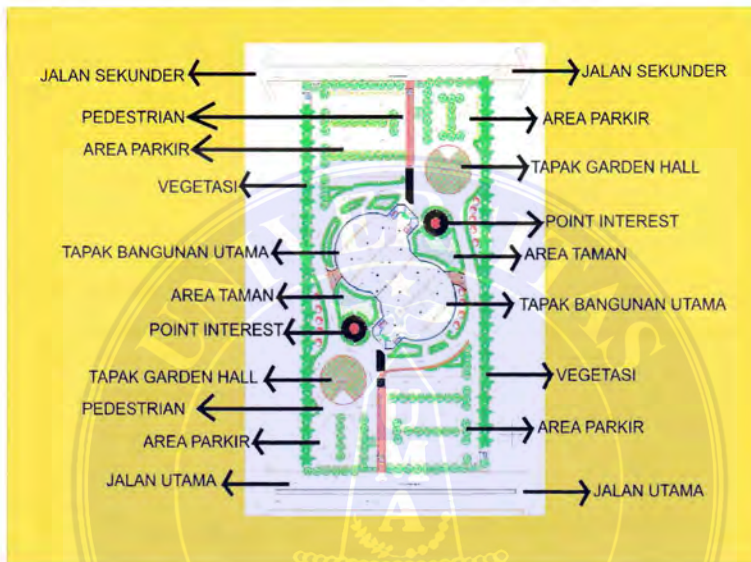 JALAN SEKUNDER
PEDESTRIAN
AREA PARKIR
VEGETASI
TAPAK BANGUNAN UTAMA
AREA TAMAN
POINT INTEREST
TAPAK GARDEN HALL
PEDESTRIAN
AREA PARKIR
JALAN UTAMA
JALAN SEKUNDER
AREA PARKIR
TAPAK GARDEN HALL
POINT INTEREST
AREA TAMAN
TAPAK BANGUNAN UTAMA
VEGETASI
AREA PARKIR
JALAN UTAMA